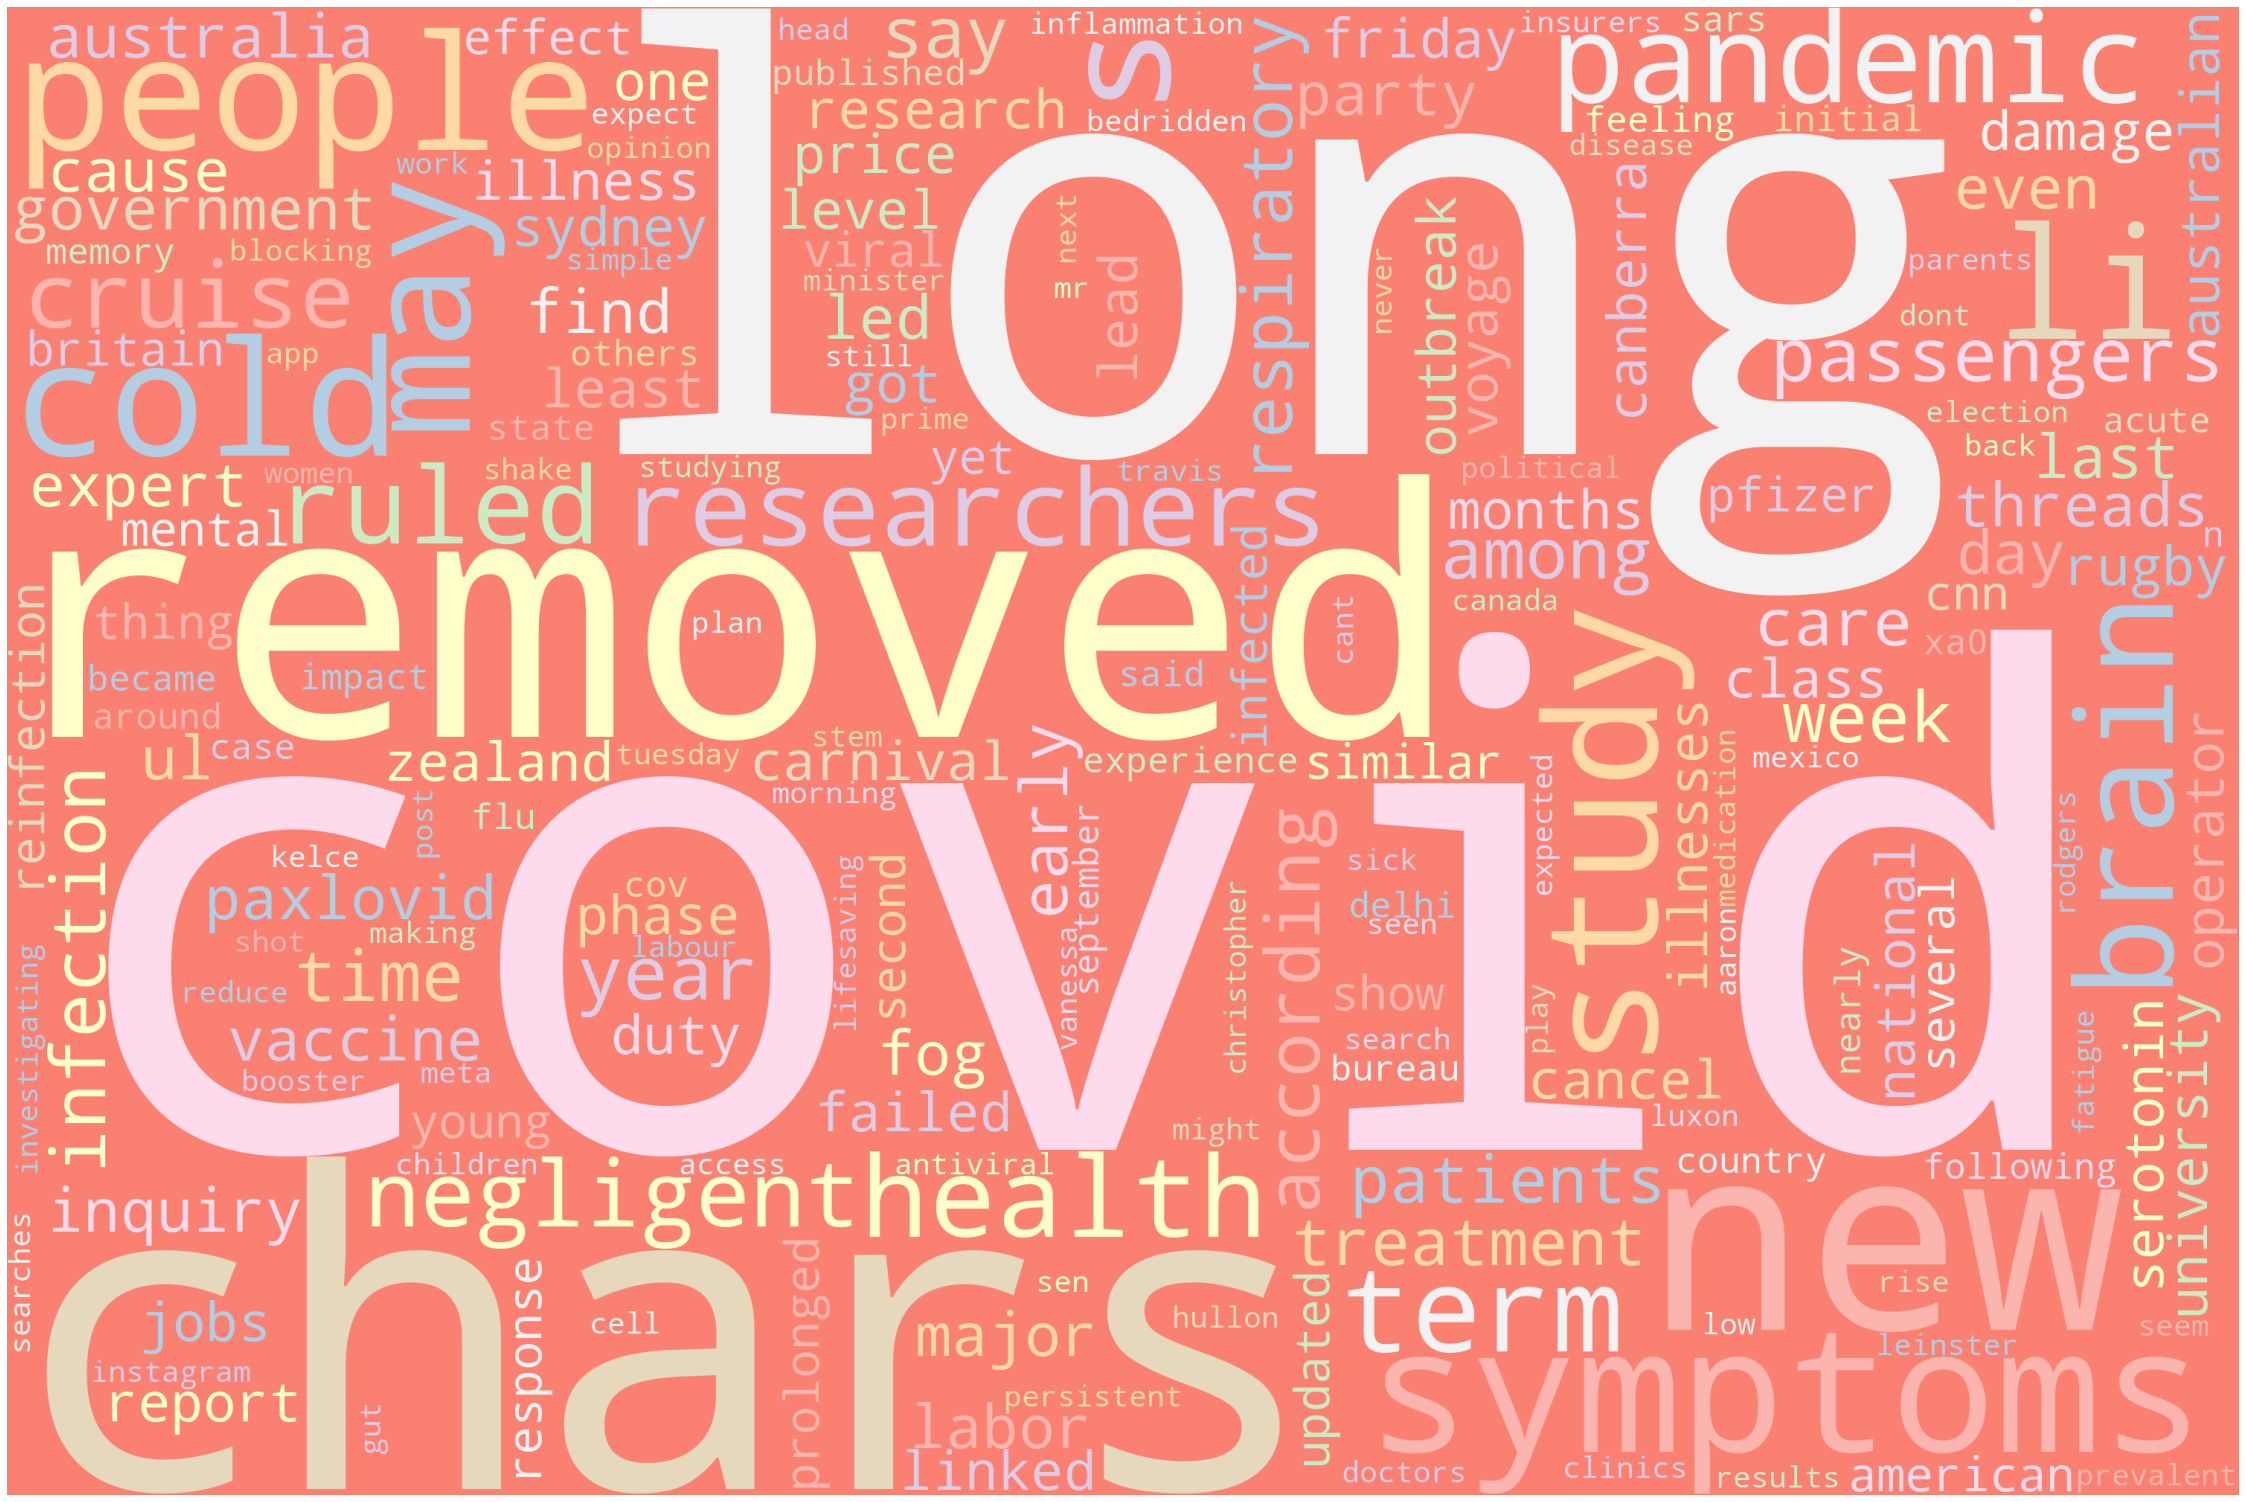 long
covid
removed
chars
people
pandemic
new
symptoms
cold
may
s
li
study
brain
researchers
ruled
health
negligent
term
cruise
passengers
infection
respiratory
according
australia
effect
head
inflammation
say
published
research
one
expect
opinion
cause
work
illness
government
memory
blocking
sydney
simple
find
britain
app
others
least
state
expert
women
mental
shake
studying
price
level
viral
minister
led
still
got
prime
yet
next
mr
lead
bedridden
travis
friday
party
insurers
sars
feeling
initial
disease
damage
australian
even
canberra
parents
dont
never
outbreak
voyage
election
acute
back
last
political
months
among
pfizer
threads
n
day
rugby
canada
cnn
care
xa0
class
week
mexico
operator
reinfection
thing
became
around
impact
plan
cant
said
infected
ul
case
zealand
tuesday
stem
carnival
experience
similar
illnesses
medication
aaron
expected
early
september
vanessa
morning
flu
post
kelce
paxlovid
shot
making
time
reduce
vaccine
booster
meta
young
cov
phase
labour
year
duty
second
lifesaving
fog
failed
christopher
might
sick
delhi
seen
show
search
bureau
play
cancel
luxon
nearly
national
several
rodgers
fatigue
serotonin
university
investigating
searches
inquiry
children
access
antiviral
patients
country
following
treatment
updated
rise
low
leinster
seem
jobs
instagram
report
gut
response
cell
prolonged
sen
hullon
major
persistent
labor
linked
doctors
clinics
results
american
prevalent